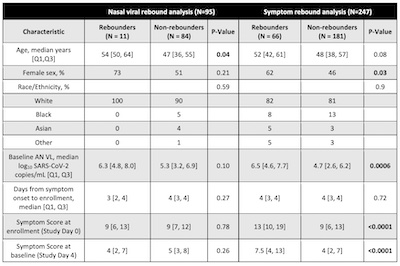 Nasal viral rebound analysis (N=95) Symptom rebound analysis (N=247)
Characteristic Rebounders (N = 11) Non-rebounders (N = 84) P-Value Rebounders (N = 66) Non-rebounders (N = 181) P-Value
Age, median years [Q1,Q3] 54 [50, 64] 47 [36, 55] 0.04 52 [42, 61] 48 [38, 57] 0.08
Female sex, % 73 51 0.21 62 46 0.03
Race/Ethnicity, % 0.59 0.9
White 100 90 82 81
Black 0 5 8 13
Asian 0 4 5 3
Other 0 1 5 3
Baseline AN VL, median log10 SARS-CoV-2 copies/mL [Q1, Q3] 6.3 [4.8, 8.0] 5.3 [3.2, 6.9] 0.10 6.5 [4.6, 7.7] 4.7 [2.6, 6.2] 0.0006
Days from symptom onset to enrollment, median [Q1, Q3] 3 [2, 4] 4 [3, 4] 0.27 4 [3, 4] 4 [3, 4] 0.72
Symptom Score at enrollment (Study Day 0) 9 [6, 13] 9 [7, 12] 0.78 13 [10, 19] 9 [6, 13] <0.0001
Symptom Score at baseline (Study Day 4) 4 [2, 7] 5 [3, 8] 0.26 7.5 [4, 13] 4 [2, 7] <0.0001